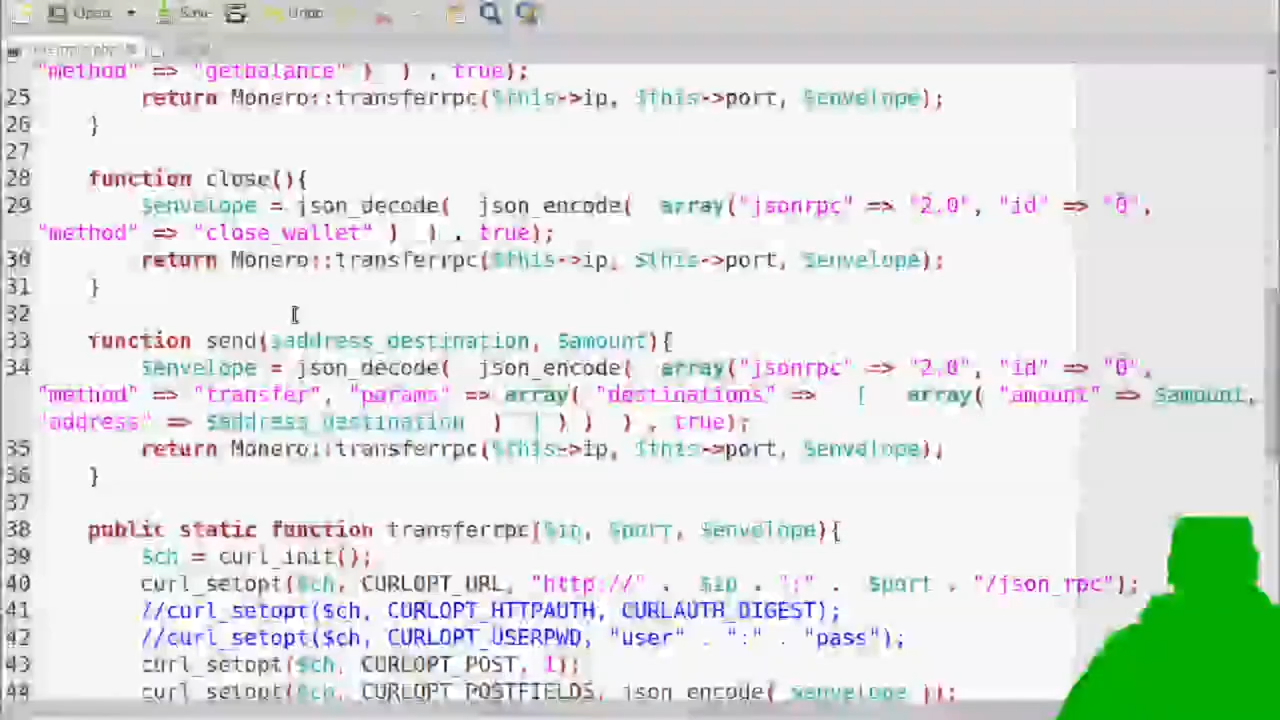 Open Save Undo
"method" => "getbalance" ) ) , true);
25 return Monero::transferrpc($this->ip, $this->port, $envelope);
26 }
27
28 function close(){
29 $envelope = json_decode( json_encode( array("jsonrpc" => "2.0", "id" => "0",
"method" => "close_wallet" ) ) , true);
30 return Monero::transferrpc($this->ip, $this->port, $envelope);
31 }
32
33 function send($address_destination, $amount){
34 $envelope = json_decode( json_encode( array("jsonrpc" => "2.0", "id" => "0",
"method" => "transfer", "params" => array( "destinations" => [ array( "amount" => $amount,
"address" => $address_destination ) ] ) ) ) , true);
35 return Monero::transferrpc($this->ip, $this->port, $envelope);
36 }
37
38 public static function transferrpc($ip, $port, $envelope){
39 $ch = curl_init();
40 curl_setopt($ch, CURLOPT_URL, "http://" . $ip . ":" . $port . "/json_rpc");
41 //curl_setopt($ch, CURLOPT_HTTPAUTH, CURLAUTH_DIGEST);
42 //curl_setopt($ch, CURLOPT_USERPWD, "user" . ":" . "pass");
43 curl_setopt($ch, CURLOPT_POST, 1);
44 curl_setopt($ch, CURLOPT_POSTFIELDS, json_encode( $envelope ));